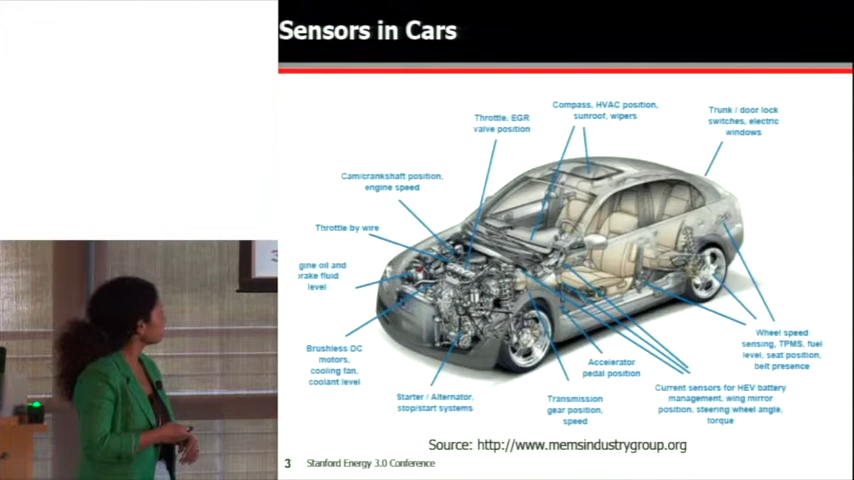 Sensors in Cars
Compass, HVAC position,
sunroof, wipers
Trunk / door lock
switches, electric
windows
Throttle, EGR
valve position
Cam/crankshaft position,
engine speed
Throttle by wire
gine oil and
brake fluid
level
Brushless DC
motors,
cooling fan,
coolant level
Starter / Alternator,
stop/start systems
Transmission
gear position,
speed
Accelerator
pedal position
Current sensors for HEV battery
management, wing mirror
position, steering wheel angle,
torque
Wheel speed
sensing, TPMS, fuel
level, seat position,
belt presence
Source: http://www.memsindustrygroup.org
3 Stanford Energy 3.0 Conference